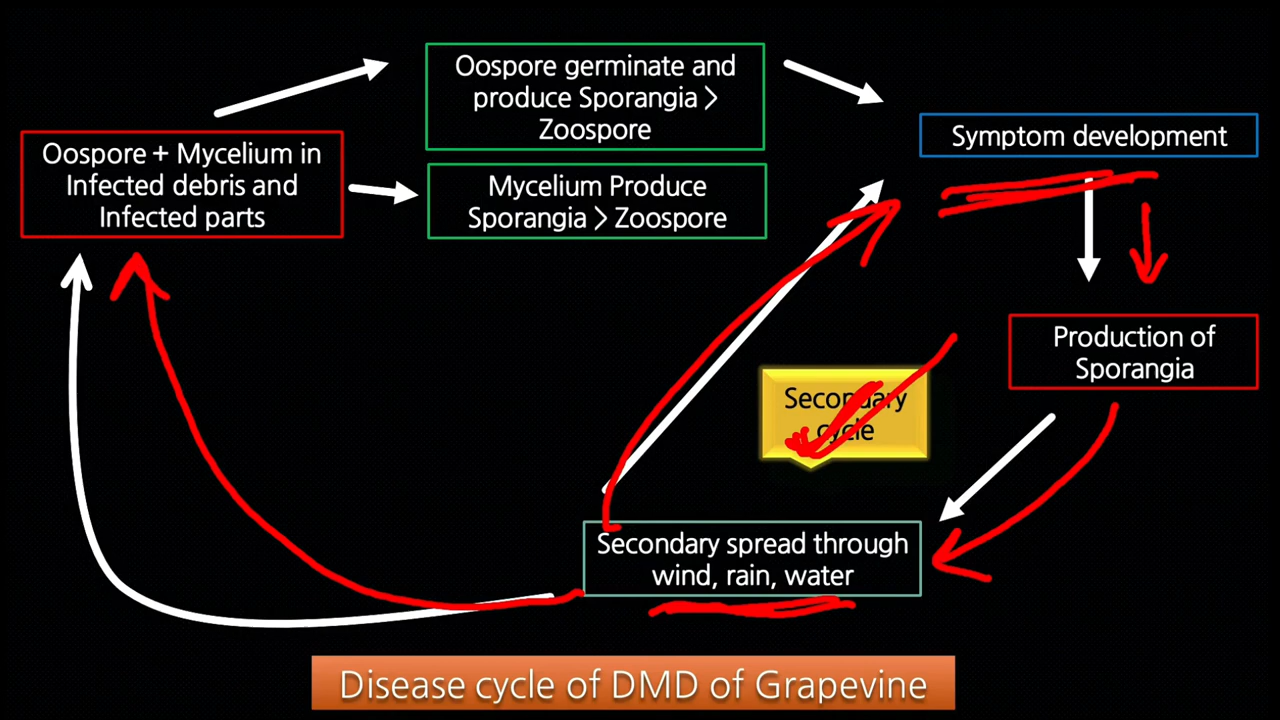 Oospore germinate and
produce Sporangia >
Zoospore
Oospore + Mycelium in
Infected debris and
Infected parts
Mycelium Produce
Sporangia > Zoospore
Symptom development
Production of
Sporangia
Secondary
cycle
Secondary spread through
wind, rain, water
Disease cycle of DMD of Grapevine